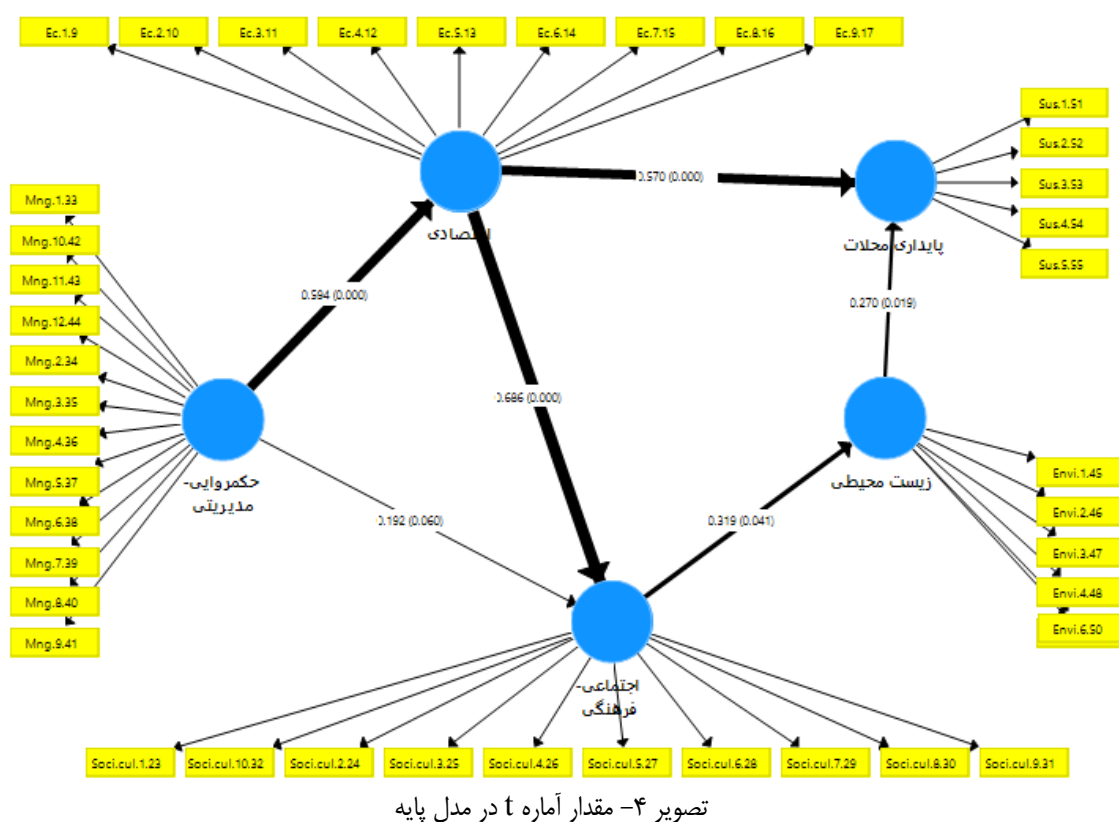 Ec.1.9 Ec.2.10 Ec.3.11 Ec.4.12 Ec.5.13 Ec.6.14 Ec.7.15 Ec.8.16 Ec.9.17
Sus.1.51
Sus.2.52
Sus.3.53
Sus.4.54
Sus.5.55
پایداری محلات
0.570 (0.000)
Mng.1.33
Mng.10.42
Mng.11.43
Mng.12.44
Mng.2.34
Mng.3.35
Mng.4.36
Mng.5.37
Mng.6.38
Mng.7.39
Mng.8.40
Mng.9.41
اقتصادی
0.594 (0.000)
0.270 (0.019)
0.686 (0.000)
حکمروایی-
مدیریتی
زیست محیطی
Envi.1.45
Envi.2.46
Envi.3.47
Envi.4.48
Envi.6.50
0.192 (0.060)
0.319 (0.041)
اجتماعی-
فرهنگی
Soci.cul.1.23 Soci.cul.10.32 Soci.cul.2.24 Soci.cul.3.25 Soci.cul.4.26 Soci.cul.5.27 Soci.cul.6.28 Soci.cul.7.29 Soci.cul.8.30 Soci.cul.9.31
تصویر ۴- مقدار آماره t در مدل پایه